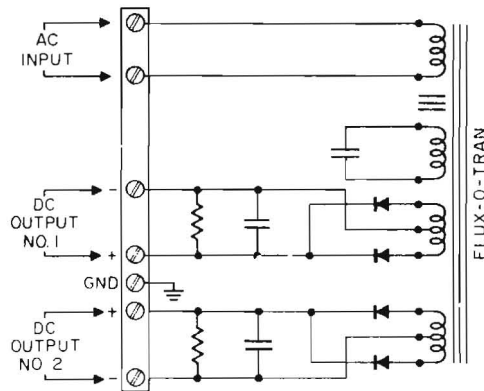 AC
INPUT
-
DC
OUTPUT
NO. 1
+
GND
+
DC
OUTPUT
NO. 2
-
FLUX-O-TRAN